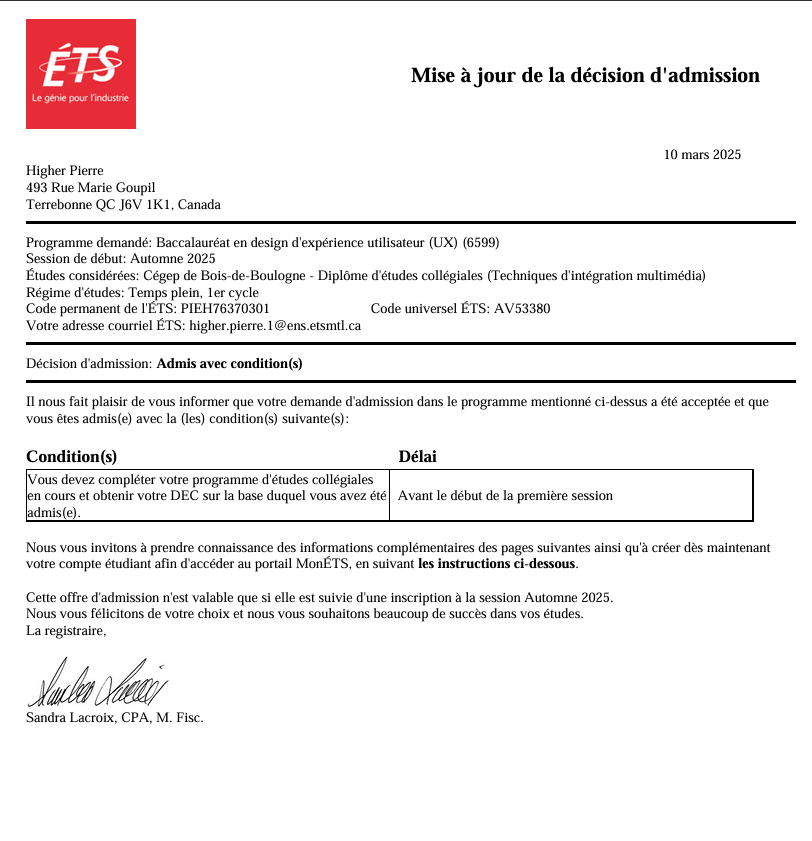 ÉTS
Le génie pour l'industrie
Mise à jour de la décision d'admission
10 mars 2025
Higher Pierre
493 Rue Marie Goupil
Terrebonne QC J6V 1K1, Canada
Programme demandé: Baccalauréat en design d'expérience utilisateur (UX) (6599)
Session de début: Automne 2025
Études considérées: Cégep de Bois-de-Boulogne - Diplôme d'études collégiales (Techniques d'intégration multimédia)
Régime d'études: Temps plein, 1er cycle
Code permanent de l'ÉTS: PIEH76370301 Code universel ÉTS: AV53380
Votre adresse courriel ÉTS: higher.pierre.1@ens.etsmtl.ca
Décision d'admission: Admis avec condition(s)
Il nous fait plaisir de vous informer que votre demande d'admission dans le programme mentionné ci-dessus a été acceptée et que
vous êtes admis(e) avec la (les) condition(s) suivante(s):
Condition(s) Délai
Vous devez compléter votre programme d'études collégiales
en cours et obtenir votre DEC sur la base duquel vous avez été
admis(e).
Avant le début de la première session
Nous vous invitons à prendre connaissance des informations complémentaires des pages suivantes ainsi qu'à créer dès maintenant
votre compte étudiant afin d'accéder au portail MonÉTS, en suivant les instructions ci-dessous.
Cette offre d'admission n'est valable que si elle est suivie d'une inscription à la session Automne 2025.
Nous vous félicitons de votre choix et nous vous souhaitons beaucoup de succès dans vos études.
La registraire,
Sandra Lacroix, CPA, M. Fisc.